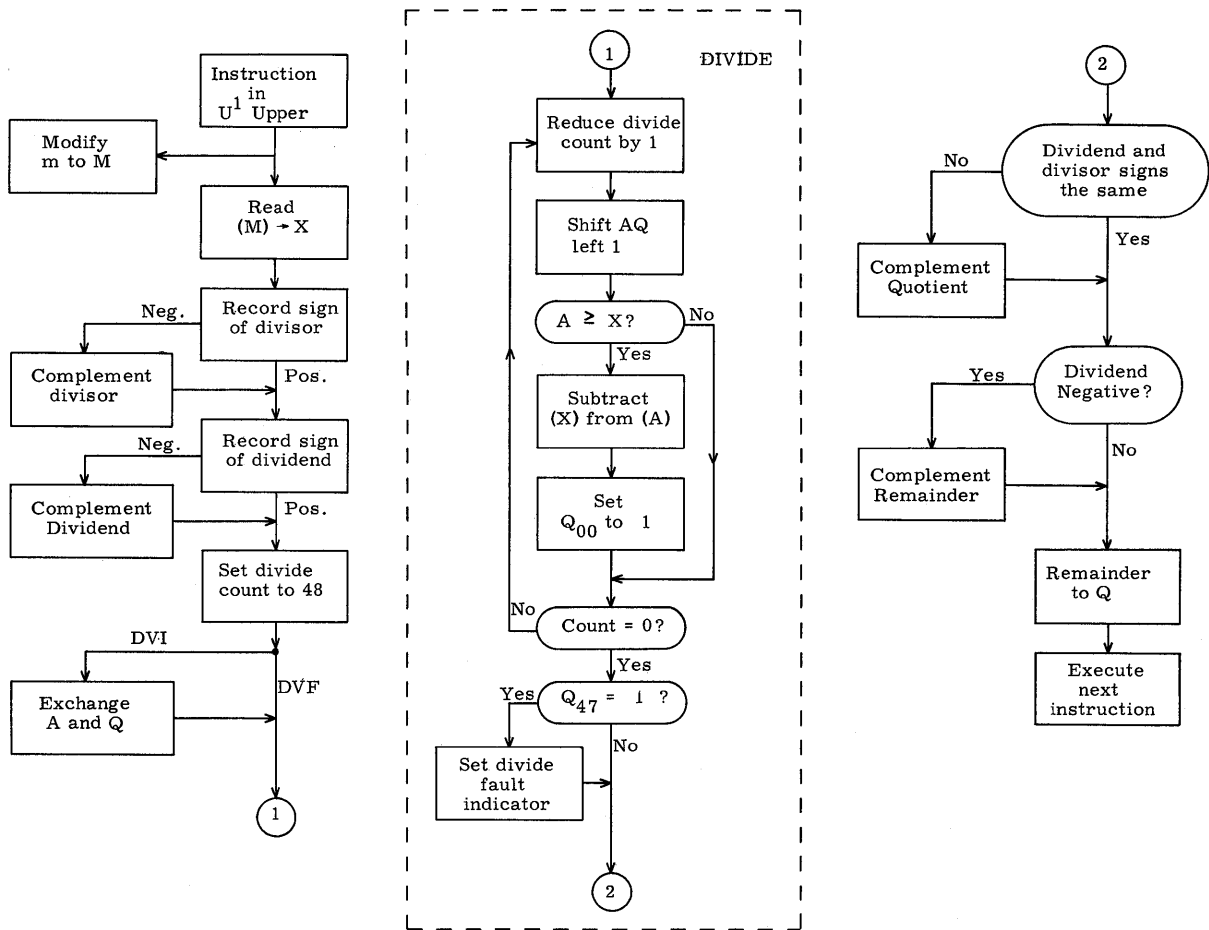 Instruction
in
U¹ Upper
Modify
m to M
Read
(M) → X
Neg.
Record sign
of divisor
Complement
divisor
Pos.
Neg.
Record sign
of dividend
Complement
Dividend
Pos.
Set divide
count to 48
DVI
DVF
Exchange
A and Q
1
1
DIVIDE
Reduce divide
count by 1
Shift AQ
left 1
A ≥ X?
No
Yes
Subtract
(X) from (A)
Set
Q₀₀ to 1
No
Count = 0?
Yes
Yes
Q₄₇ = 1 ?
No
Set divide
fault
indicator
2
2
Dividend and
divisor signs
the same
No
Yes
Complement
Quotient
Dividend
Negative?
Yes
No
Complement
Remainder
Remainder
to Q
Execute
next
instruction